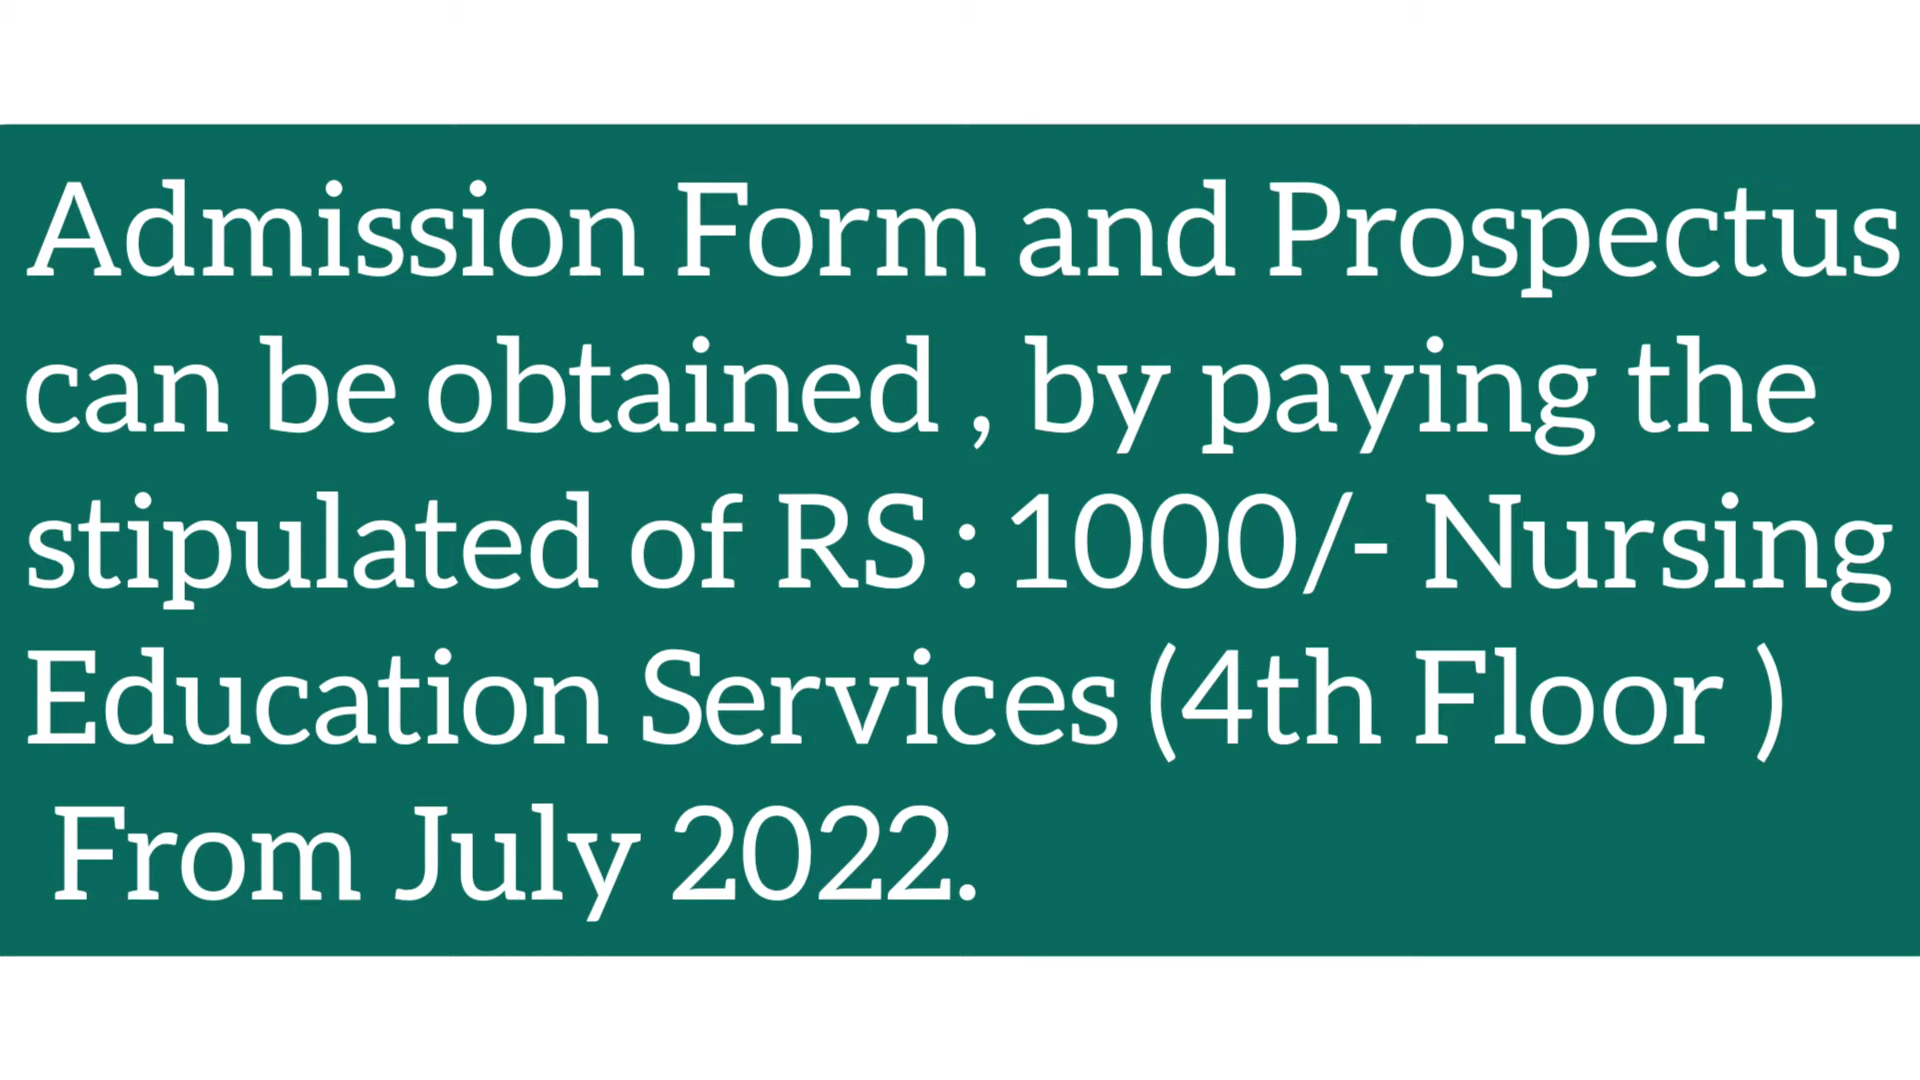 Admission Form and Prospectus
can be obtained , by paying the
stipulated of RS : 1000/- Nursing
Education Services (4th Floor )
From July 2022.